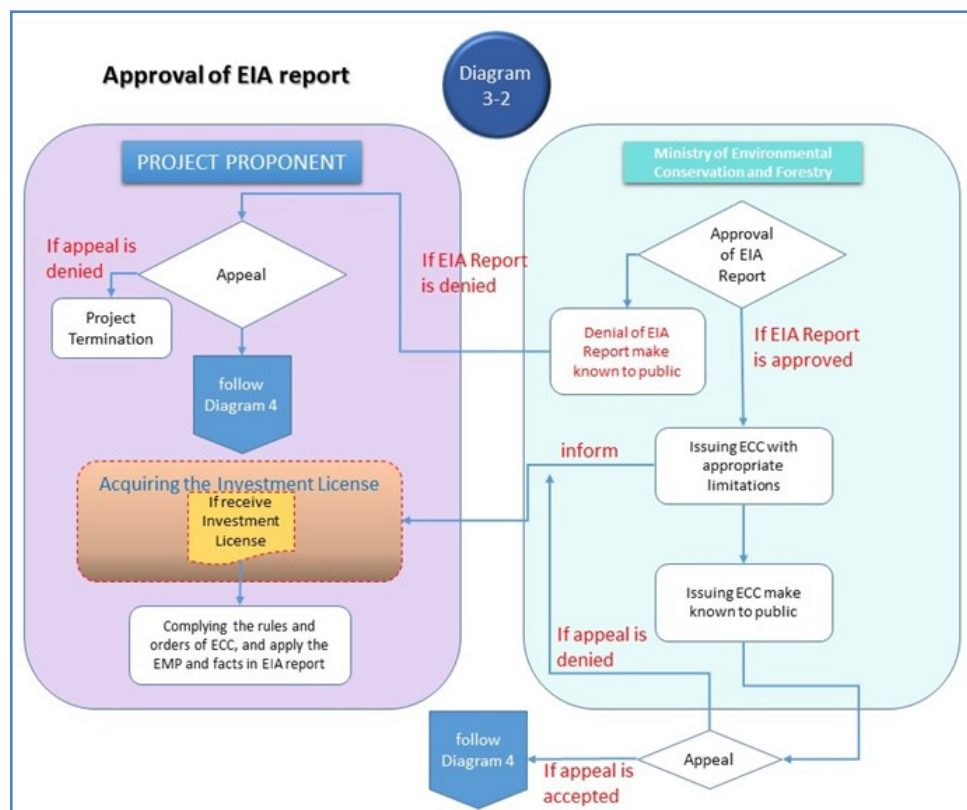 Approval of EIA report
Diagram
3-2
PROJECT PROPONENT
If appeal is
denied
Appeal
Project
Termination
If EIA Report
is denied
follow
Diagram 4
Acquiring the Investment License
If receive
Investment
License
Complying the rules and
orders of ECC, and apply the
EMP and facts in EIA report
Ministry of Environmental
Conservation and Forestry
Approval
of EIA
Report
Denial of EIA
Report make
known to public
If EIA Report
is approved
inform
Issuing ECC with
appropriate
limitations
Issuing ECC make
known to public
If appeal is
denied
Appeal
If appeal is
accepted
follow
Diagram 4